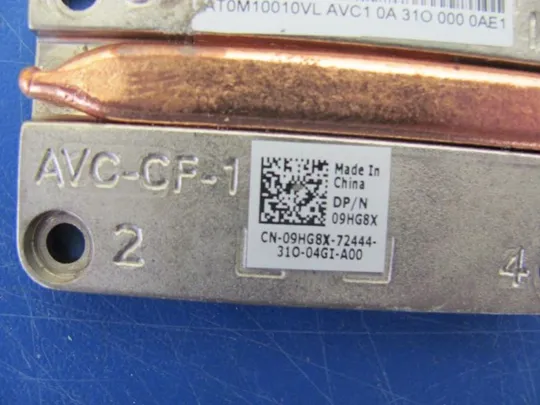 AT0M10010VL AVC1 0A 31O 000 0AE1
AVC-CF-1
Made In
China
DP/N
09HG8X
CN-09HG8X-72444-
31O-04GI-A00
2
4